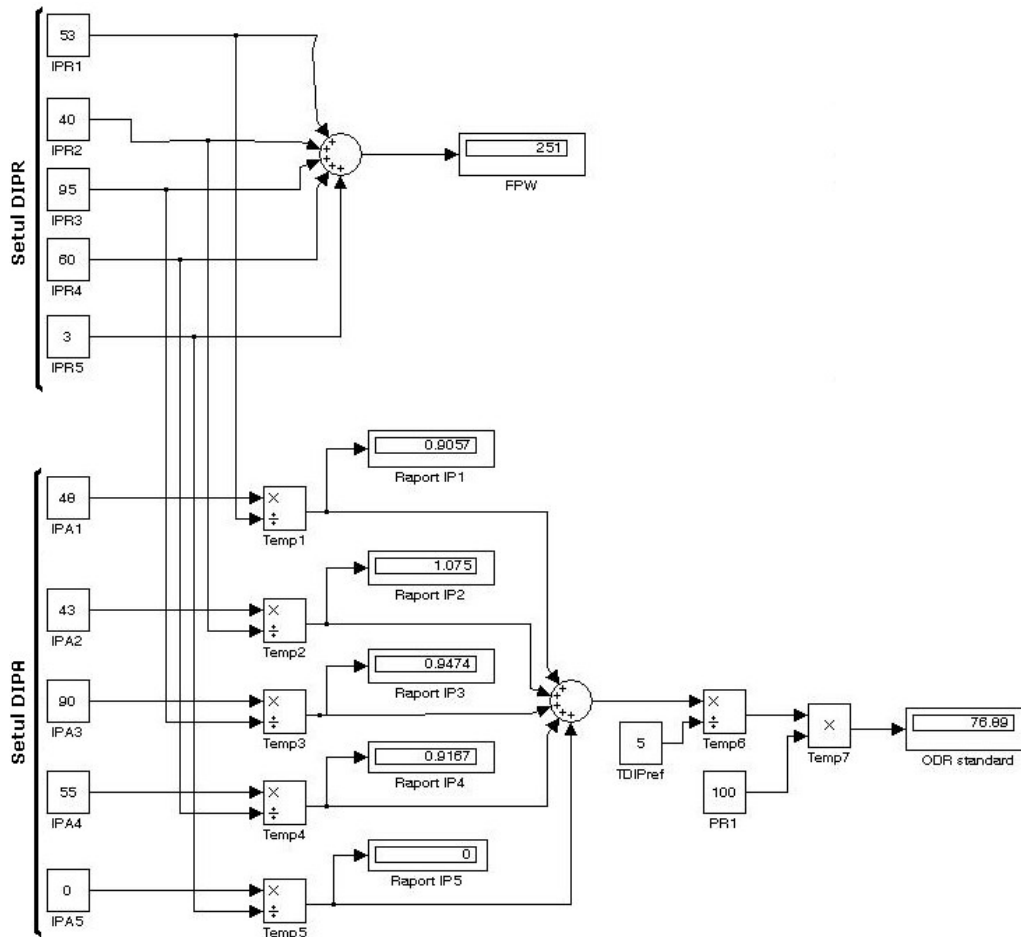 Setul DIPR
53
IPR1
40
IPR2
95
IPR3
60
IPR4
3
IPR5
+
+
+
+
+
251
FPW
Setul DIPA
48
IPA1
43
IPA2
90
IPA3
55
IPA4
0
IPA5
×
÷
Temp1
×
÷
Temp2
×
÷
Temp3
×
÷
Temp4
×
÷
Temp5
0.9057
Raport IP1
1.075
Raport IP2
0.9474
Raport IP3
0.9167
Raport IP4
0
Raport IP5
+
+
+
+
+
5
TDIPref
×
÷
Temp6
100
PR1
×
Temp7
76.89
ODR standard